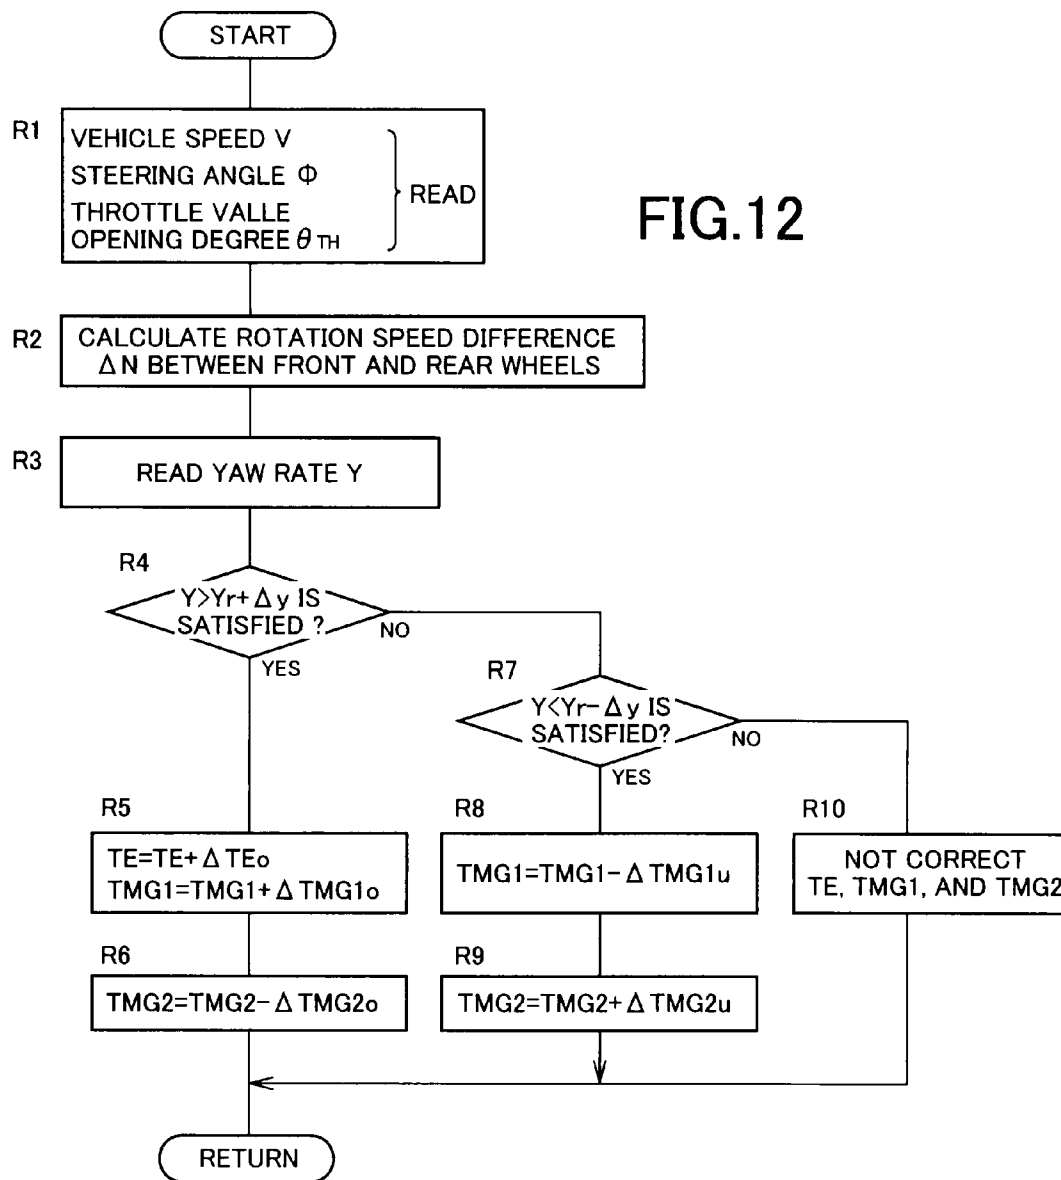 START
R1
VEHICLE SPEED V
STEERING ANGLE Φ
THROTTLE VALLE
OPENING DEGREE θTH
READ
FIG.12
R2
CALCULATE ROTATION SPEED DIFFERENCE
ΔN BETWEEN FRONT AND REAR WHEELS
R3
READ YAW RATE Y
R4
Y>Yr+Δy IS
SATISFIED ?
NO
YES
R7
Y<Yr-Δy IS
SATISFIED?
NO
YES
R5
TE=TE+ΔTEo
TMG1=TMG1+ΔTMG1o
R8
TMG1=TMG1-ΔTMG1u
R10
NOT CORRECT
TE, TMG1, AND TMG2
R6
TMG2=TMG2-ΔTMG2o
R9
TMG2=TMG2+ΔTMG2u
RETURN